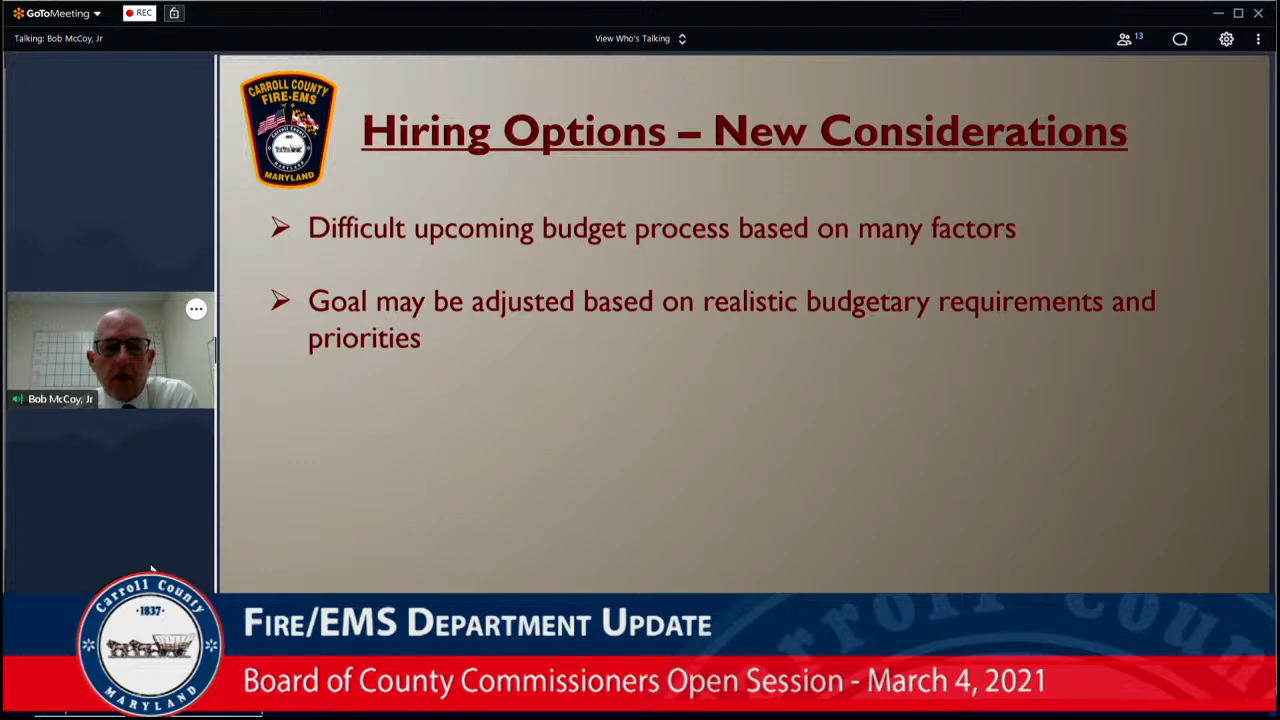 GoToMeeting
REC
Talking: Bob McCoy, Jr
View Who's Talking
13
CARROLL COUNTY
FIRE-EMS
MARYLAND
Hiring Options – New Considerations
Difficult upcoming budget process based on many factors
Goal may be adjusted based on realistic budgetary requirements and
priorities
Bob McCoy, Jr
Carroll County
1837
MARYLAND
FIRE/EMS DEPARTMENT UPDATE
Board of County Commissioners Open Session - March 4, 2021